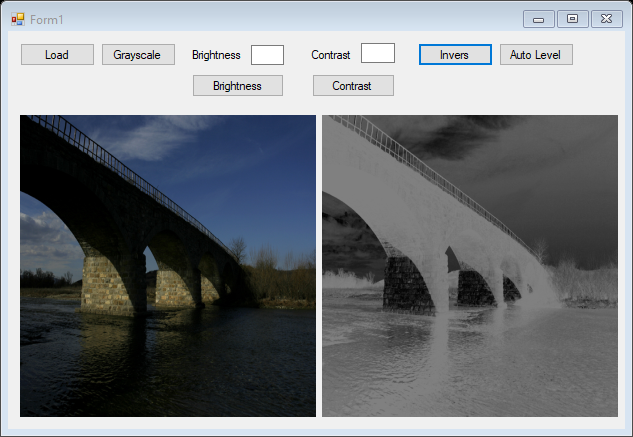 Form1
Load Grayscale Brightness Contrast Invers Auto Level
Brightness Contrast